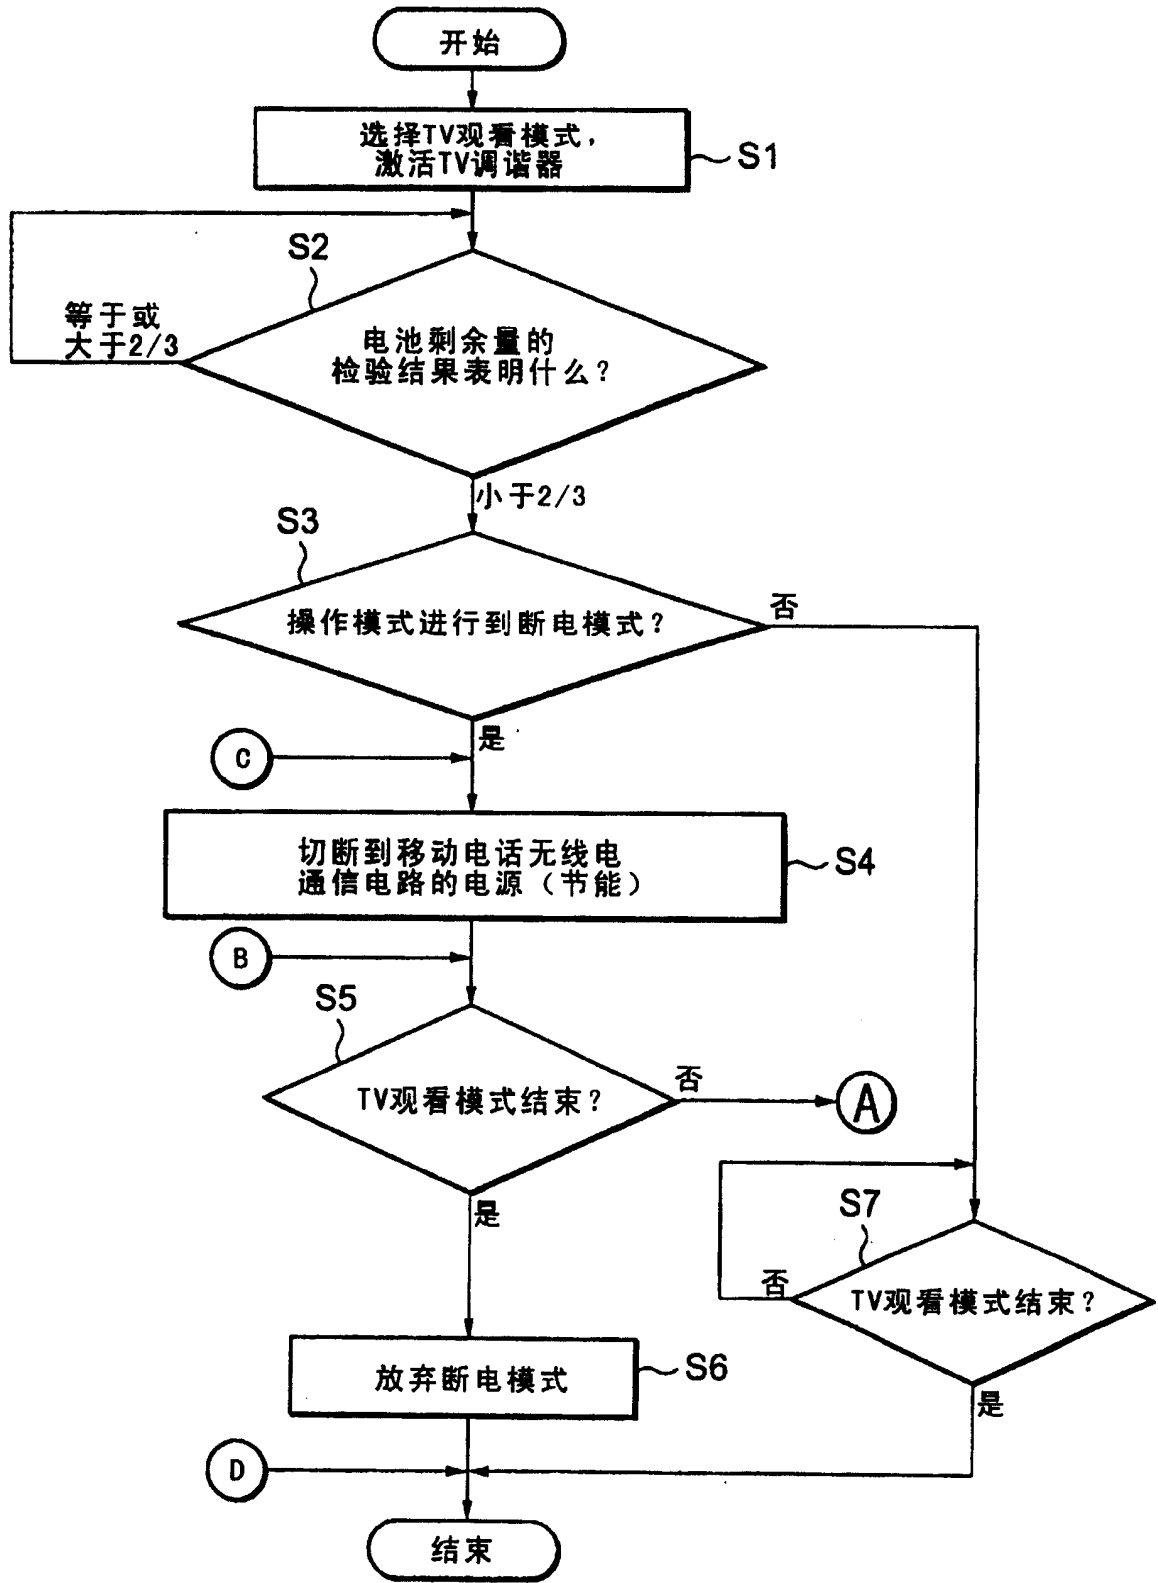 开始
选择TV观看模式，
激活TV调谐器
S1
S2
等于或
大于2/3
电池剩余量的
检验结果表明什么？
小于2/3
S3
操作模式进行到断电模式？
否
是
C
切断到移动电话无线电
通信电路的电源（节能）
S4
B
S5
TV观看模式结束？
否
A
是
S7
否
TV观看模式结束？
是
放弃断电模式
S6
D
结束